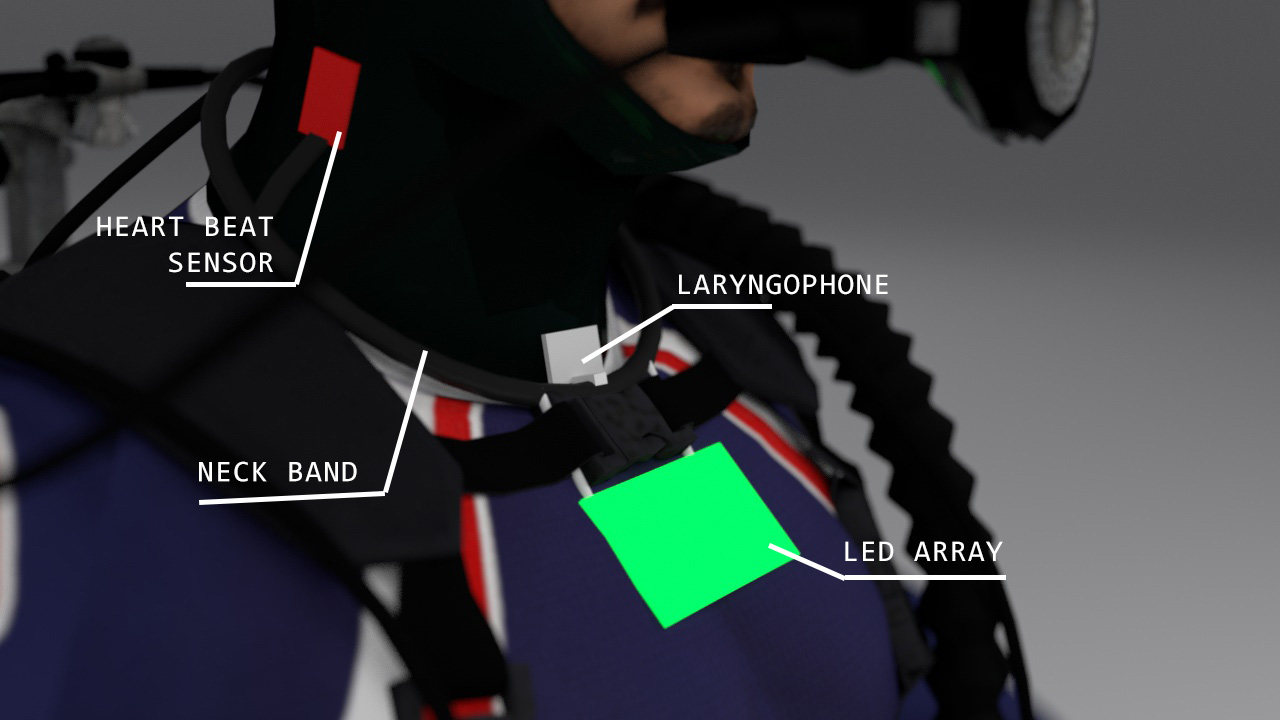 HEART BEAT
SENSOR
LARYNGOPHONE
NECK BAND
LED ARRAY